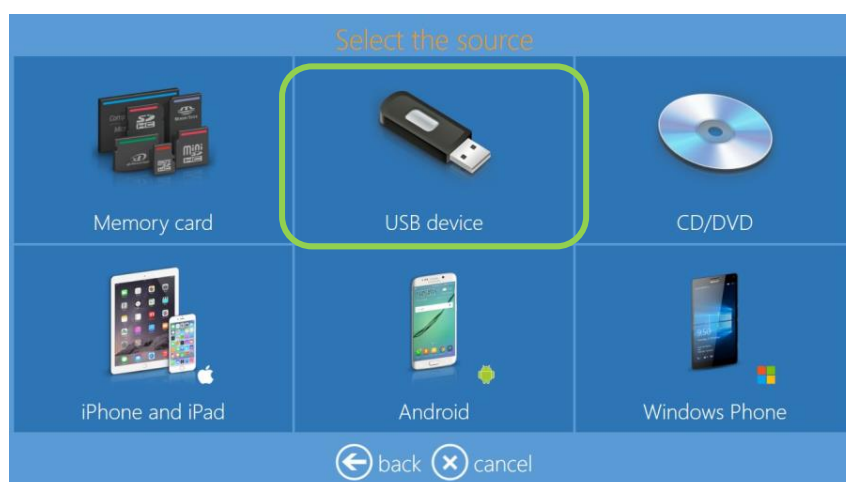 Select the source
Memory card
USB device
CD/DVD
iPhone and iPad
Android
Windows Phone
back
cancel